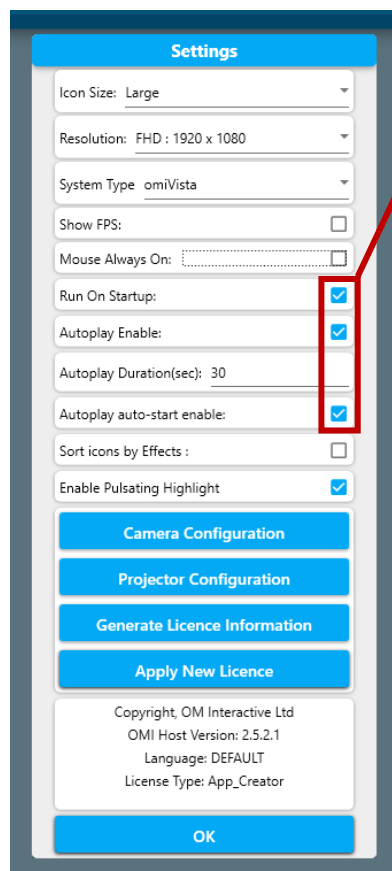 Settings
Icon Size: Large
Resolution: FHD : 1920 x 1080
System Type omiVista
Show FPS:
Mouse Always On:
Run On Startup:
Autoplay Enable:
Autoplay Duration(sec): 30
Autoplay auto-start enable:
Sort icons by Effects :
Enable Pulsating Highlight
Camera Configuration
Projector Configuration
Generate Licence Information
Apply New Licence
Copyright, OM Interactive Ltd
OMI Host Version: 2.5.2.1
Language: DEFAULT
License Type: App_Creator
OK